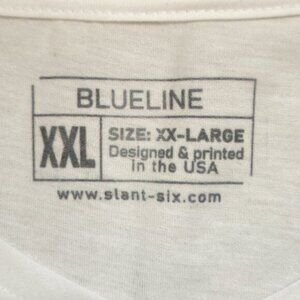 BLUELINE
XXL
SIZE: XX-LARGE
Designed & printed
in the USA
www.slant-six.com